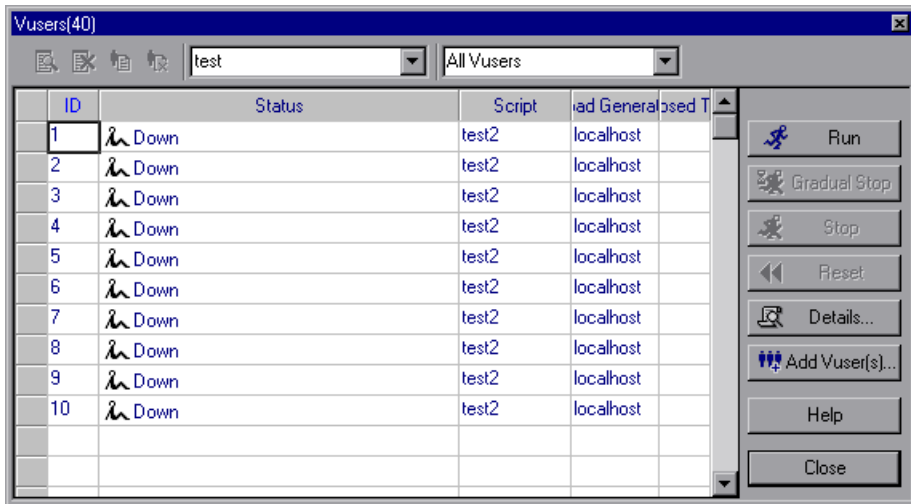 Vusers(40)
test All Vusers
ID Status Script ad Generat osed T
1 Down test2 localhost
2 Down test2 localhost
3 Down test2 localhost
4 Down test2 localhost
5 Down test2 localhost
6 Down test2 localhost
7 Down test2 localhost
8 Down test2 localhost
9 Down test2 localhost
10 Down test2 localhost
Run
Gradual Stop
Stop
Reset
Details...
Add Vuser(s)...
Help
Close